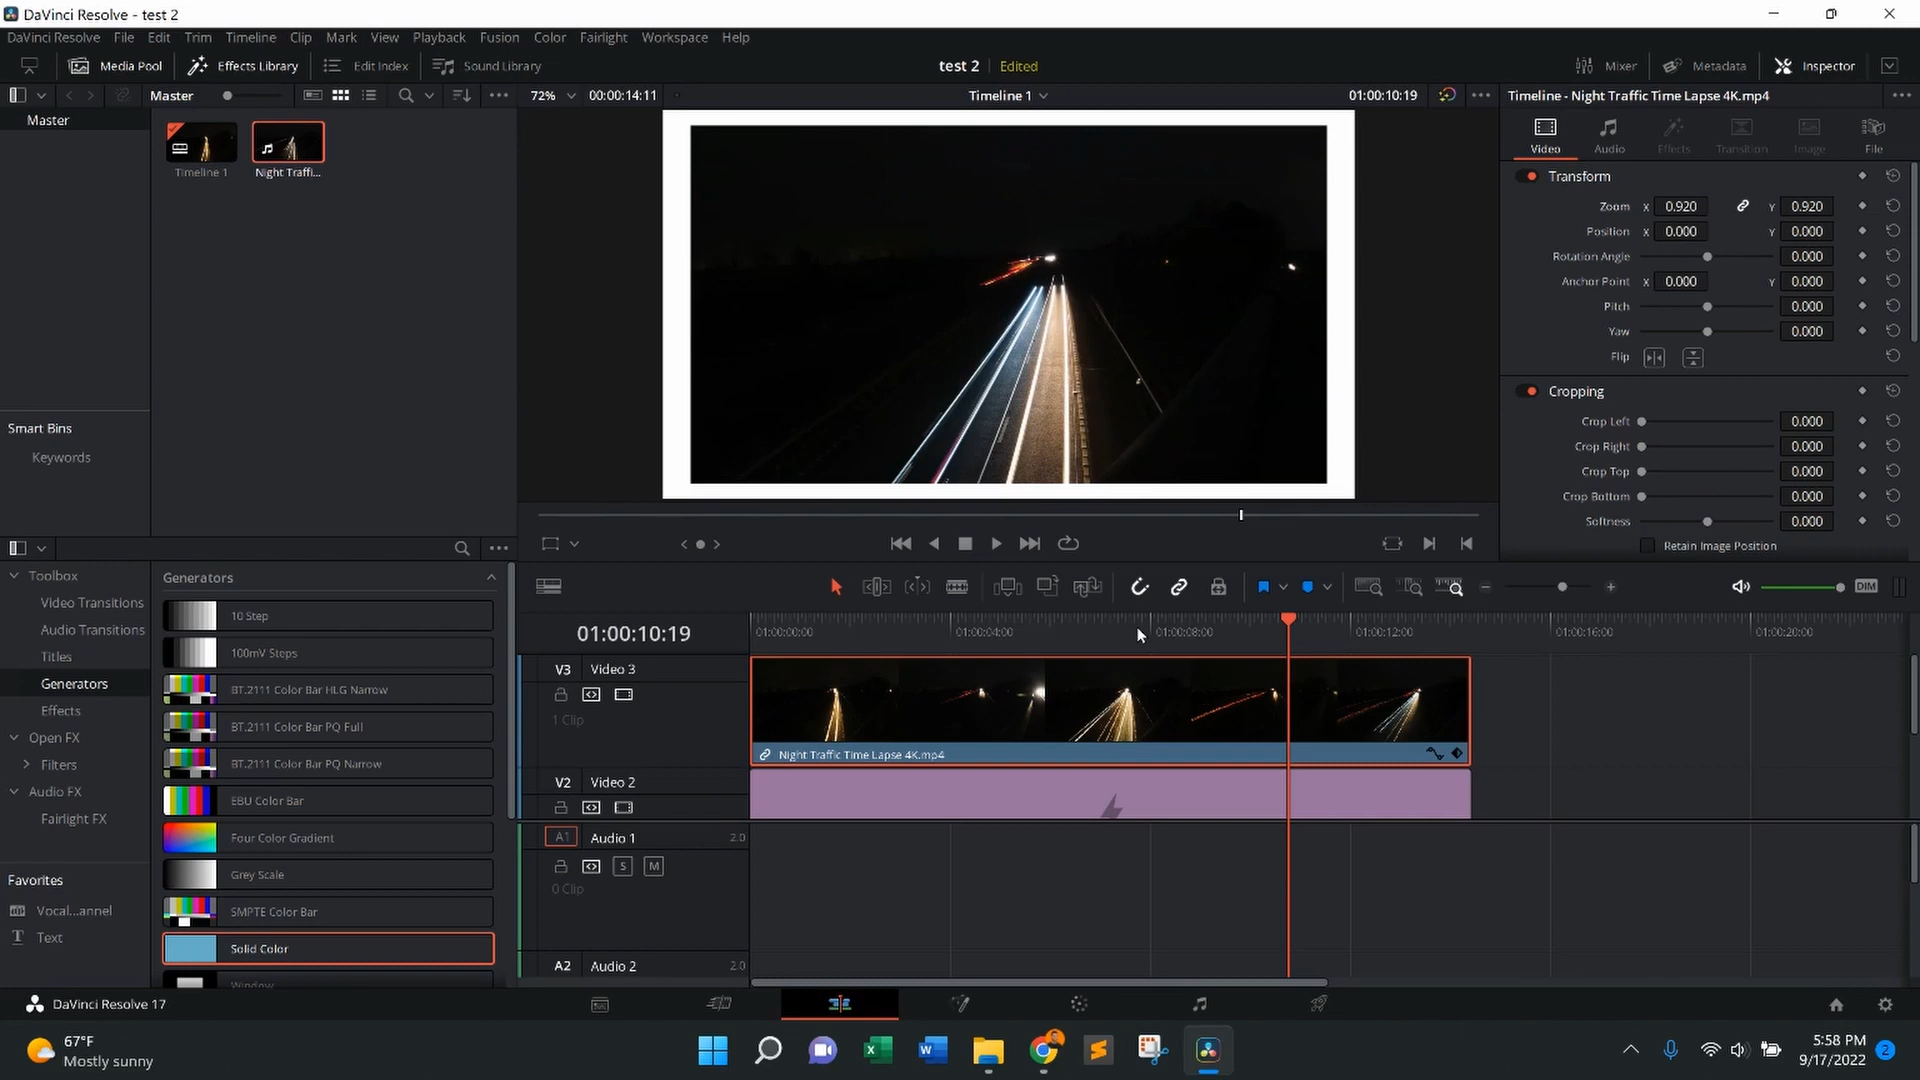 DaVinci Resolve - test 2
DaVinci Resolve File Edit Trim Timeline Clip Mark View Playback Fusion Color Fairlight Workspace Help
Media Pool Effects Library Edit Index Sound Library test 2 Edited Mixer Metadata Inspector
Master 72% 00:00:14:11 Timeline 1 01:00:10:19 Timeline - Night Traffic Time Lapse 4K.mp4
Master
Timeline 1 Night Traffi...
Video Audio Effects Transition Image File
Transform
Zoom X 0.920 Y 0.920
Position X 0.000 Y 0.000
Rotation Angle 0.000
Anchor Point X 0.000 Y 0.000
Pitch 0.000
Yaw 0.000
Flip
Cropping
Crop Left 0.000
Crop Right 0.000
Crop Top 0.000
Crop Bottom 0.000
Softness 0.000
Retain Image Position
Smart Bins
Keywords
Toolbox
Video Transitions
Audio Transitions
Titles
Generators
Effects
Open FX
Filters
Audio FX
Fairlight FX
Favorites
Vocal...annel
T Text
Generators
10 Step
100mV Steps
BT.2111 Color Bar HLG Narrow
BT.2111 Color Bar PQ Full
BT.2111 Color Bar PQ Narrow
EBU Color Bar
Four Color Gradient
Grey Scale
SMPTE Color Bar
Solid Color
Window
DIM
01:00:10:19 01:00:00:00 01:00:04:00 01:00:08:00 01:00:12:00 01:00:16:00 01:00:20:00
V3 Video 3
1 Clip
Night Traffic Time Lapse 4K.mp4
V2 Video 2
A1 Audio 1 2.0
S M
0 Clip
A2 Audio 2 2.0
DaVinci Resolve 17
67°F
Mostly sunny
5:58 PM
9/17/2022
2